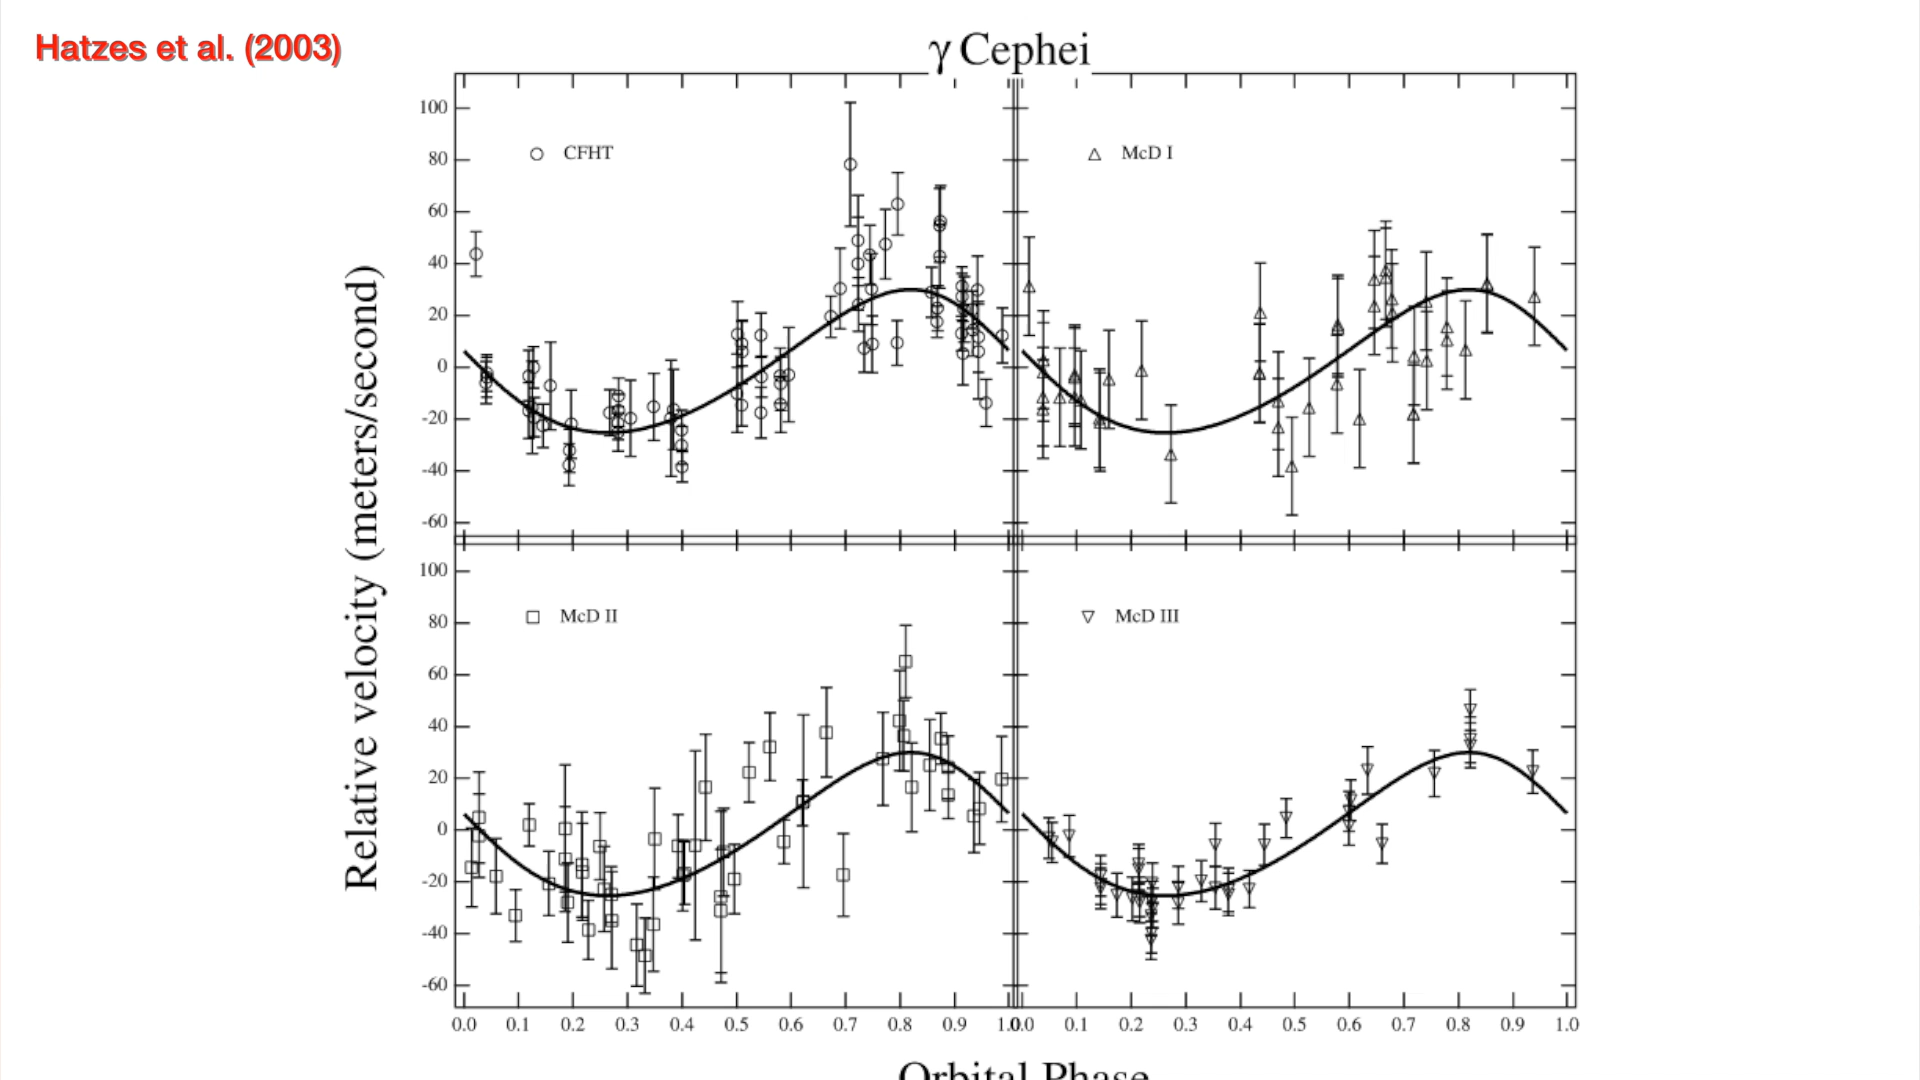 Hatzes et al. (2003)
γ Cephei
Relative velocity (meters/second)
CFHT
100
80
60
40
20
0
-20
-40
-60
McD I
McD II
100
80
60
40
20
0
-20
-40
-60
McD III
0.0 0.1 0.2 0.3 0.4 0.5 0.6 0.7 0.8 0.9 1.0
0.0 0.1 0.2 0.3 0.4 0.5 0.6 0.7 0.8 0.9 1.0
Orbital Phase